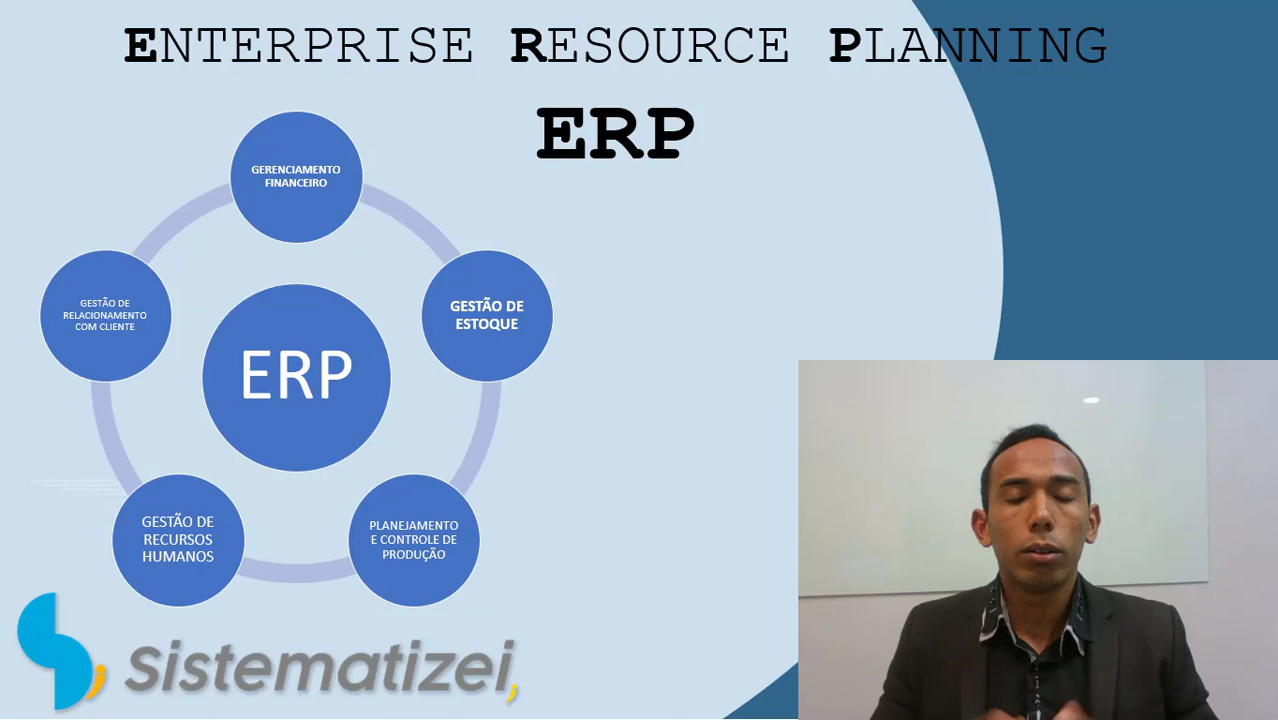 ENTERPRISE RESOURCE PLANNING
ERP
GERENCIAMENTO
FINANCEIRO
GESTÃO DE
RELACIONAMENTO
COM CLIENTE
GESTÃO DE
ESTOQUE
ERP
GESTÃO DE
RECURSOS
HUMANOS
PLANEJAMENTO
E CONTROLE DE
PRODUÇÃO
Sistematizei,